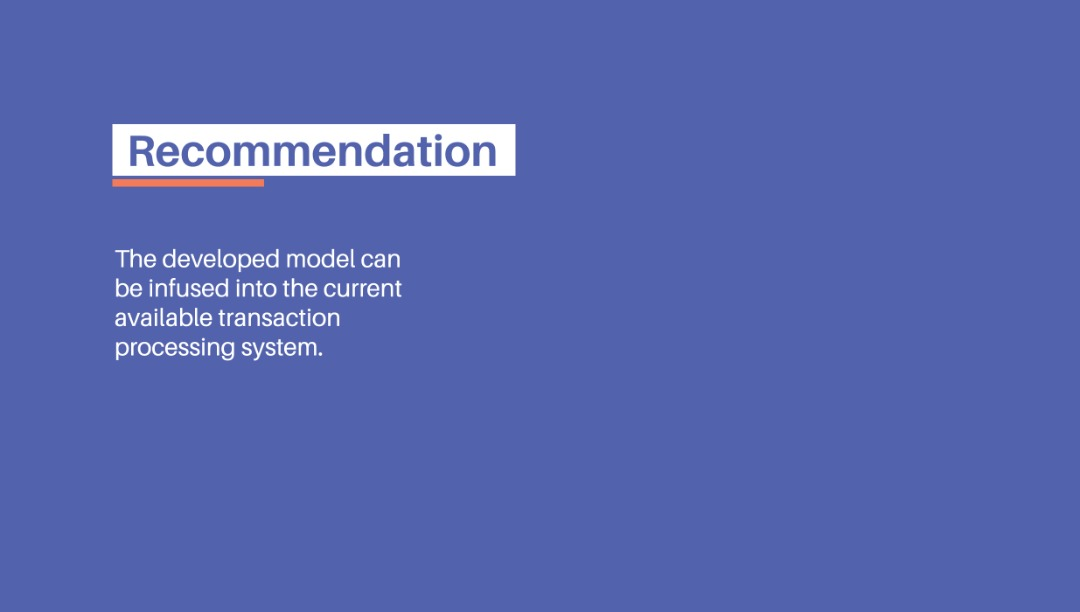 Recommendation
The developed model can
be infused into the current
available transaction
processing system.